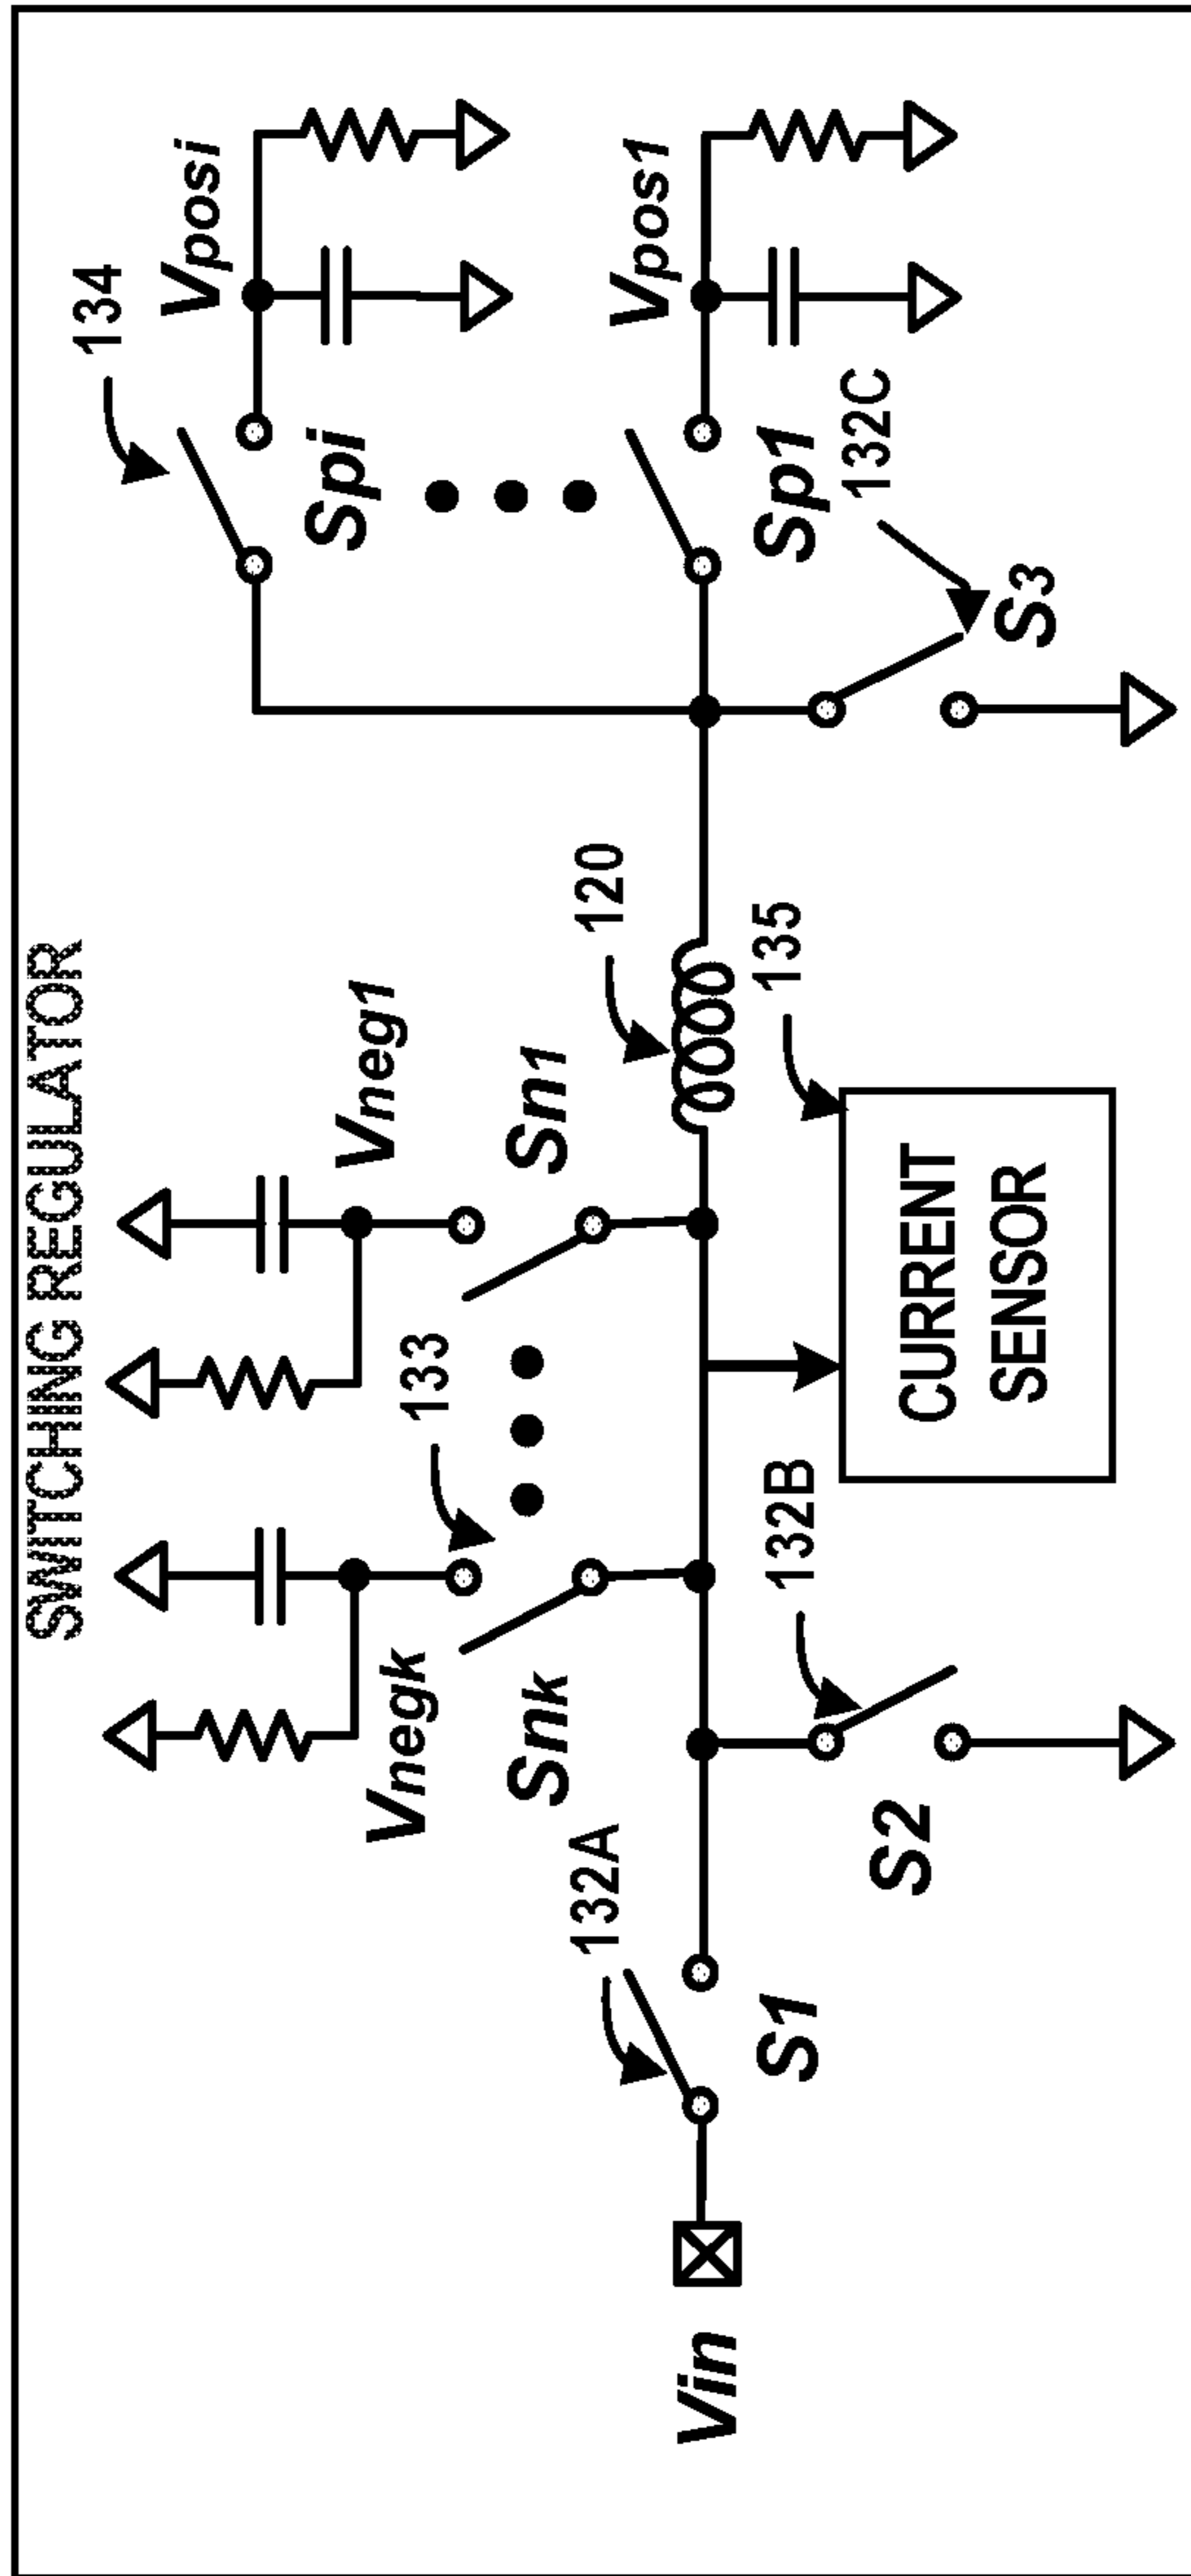 SWITCHING REGULATOR
134
Vposi
Spi
Vneg1
Vnegk
133
Sn1
Snk
120
Vpos1
132A
Sp1
132C
Vin
S1
135
132B
CURRENT
SENSOR
S2
S3